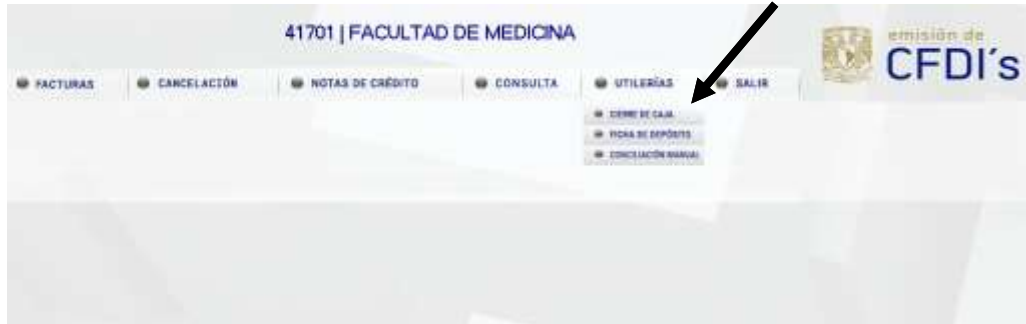 41701 | FACULTAD DE MEDICINA
emisión de
CFDI´s
FACTURAS
CANCELACIÓN
NOTAS DE CRÉDITO
CONSULTA
UTILERÍAS
SALIR
CIERRE DE CAJA
FICHA DE DEPÓSITO
CONCILIACIÓN MANUAL